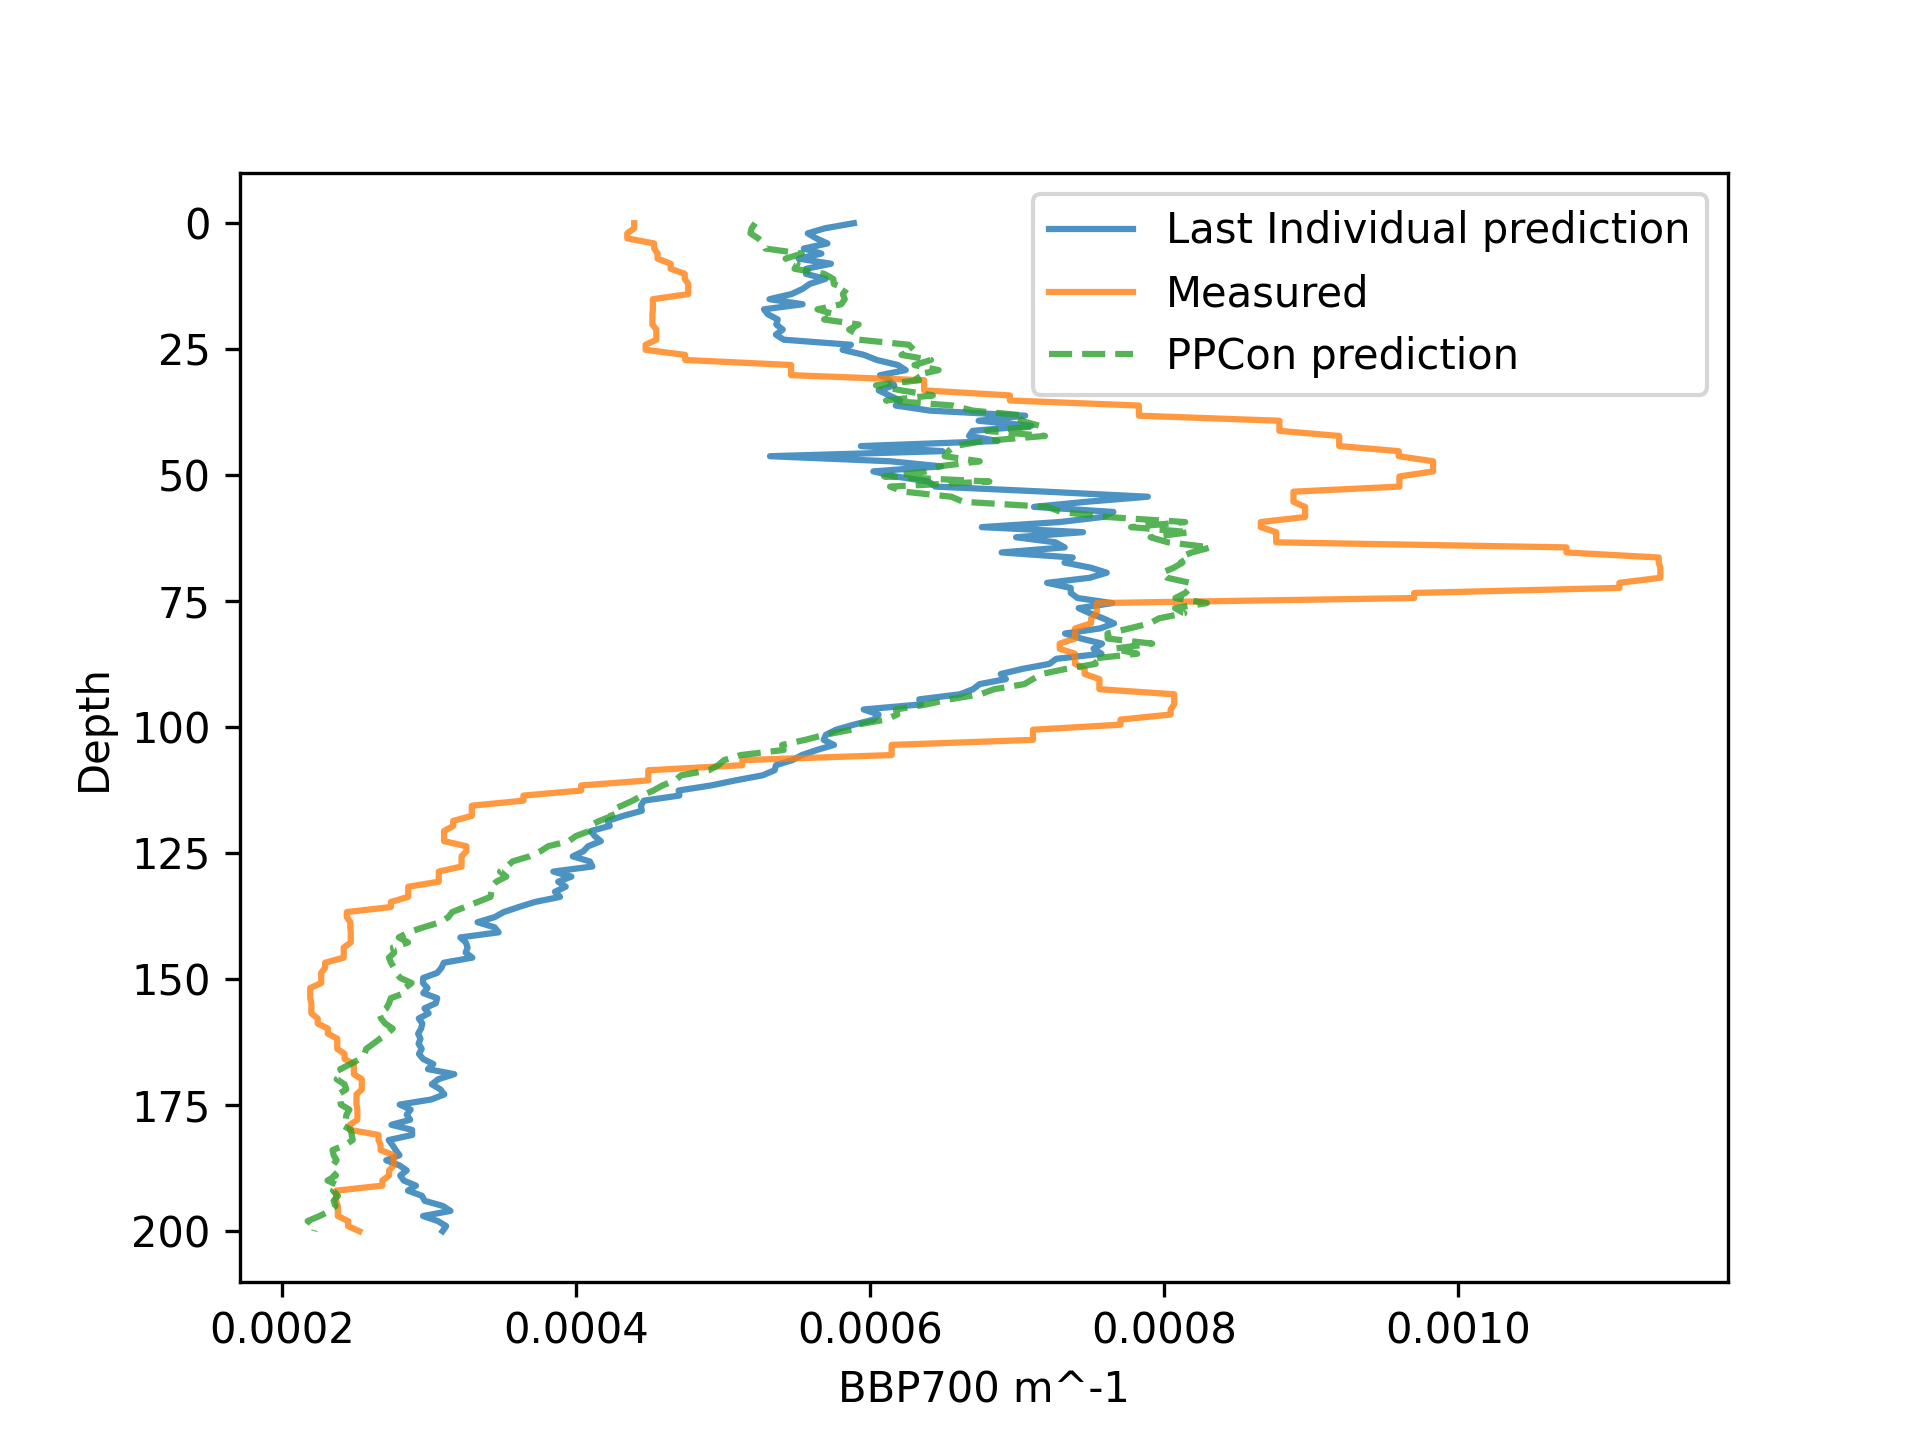 Last Individual prediction
Measured
PPCon prediction
0
25
50
75
100
125
150
175
200
Depth
0.0002 0.0004 0.0006 0.0008 0.0010
BBP700 m^-1